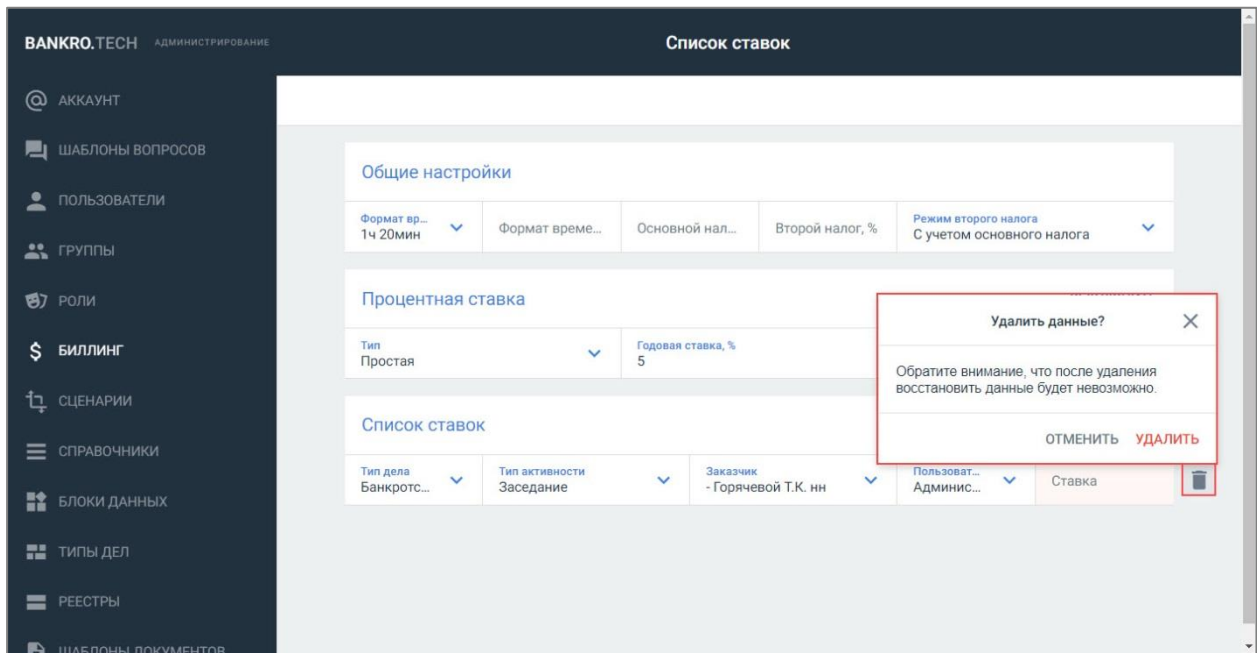 BANKRO.TECH АДМИНИСТРИРОВАНИЕ
Список ставок
АККАУНТ
ШАБЛОНЫ ВОПРОСОВ
ПОЛЬЗОВАТЕЛИ
ГРУППЫ
РОЛИ
БИЛЛИНГ
СЦЕНАРИИ
СПРАВОЧНИКИ
БЛОКИ ДАННЫХ
ТИПЫ ДЕЛ
РЕЕСТРЫ
ШАБЛОНЫ ДОКУМЕНТОВ
Общие настройки
Формат вр...
1ч 20мин
Формат време...
Основной нал...
Второй налог, %
Режим второго налога
С учетом основного налога
Процентная ставка
Тип
Простая
Годовая ставка, %
5
Удалить данные?
Обратите внимание, что после удаления
восстановить данные будет невозможно.
ОТМЕНИТЬ УДАЛИТЬ
Список ставок
Тип дела
Банкротс...
Тип активности
Заседание
Заказчик
- Горячевой Т.К. нн
Пользоват...
Админис...
Ставка